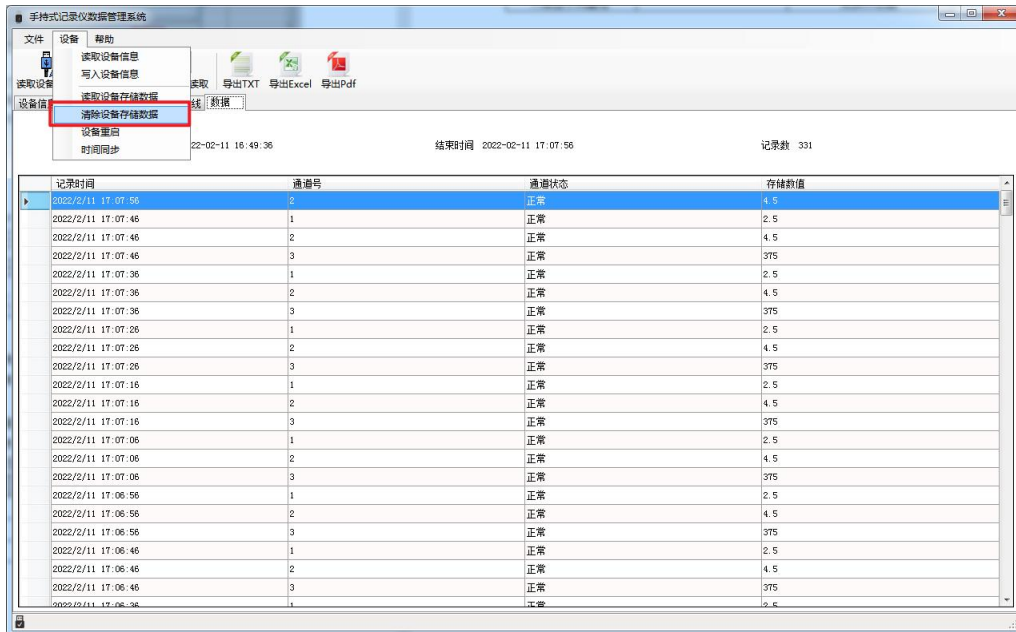 手持式记录仪数据管理系统
文件 设备 帮助
读取设备信息
写入设备信息
读取设备存储数据
清除设备存储数据
设备重启
时间同步
读取设备 读取 导出TXT 导出Excel 导出Pdf
设备信息 线 数据
22-02-11 16:49:36 结束时间 2022-02-11 17:07:56 记录数 331
记录时间 通道号 通道状态 存储数值
2022/2/11 17:07:56 2 正常 4.5
2022/2/11 17:07:46 1 正常 2.5
2022/2/11 17:07:46 2 正常 4.5
2022/2/11 17:07:46 3 正常 375
2022/2/11 17:07:36 1 正常 2.5
2022/2/11 17:07:36 2 正常 4.5
2022/2/11 17:07:36 3 正常 375
2022/2/11 17:07:26 1 正常 2.5
2022/2/11 17:07:26 2 正常 4.5
2022/2/11 17:07:26 3 正常 375
2022/2/11 17:07:16 1 正常 2.5
2022/2/11 17:07:16 2 正常 4.5
2022/2/11 17:07:16 3 正常 375
2022/2/11 17:07:06 1 正常 2.5
2022/2/11 17:07:06 2 正常 4.5
2022/2/11 17:07:06 3 正常 375
2022/2/11 17:06:56 1 正常 2.5
2022/2/11 17:06:56 2 正常 4.5
2022/2/11 17:06:56 3 正常 375
2022/2/11 17:06:46 1 正常 2.5
2022/2/11 17:06:46 2 正常 4.5
2022/2/11 17:06:46 3 正常 375
2022/2/11 17:06:36 1 正常 2.5